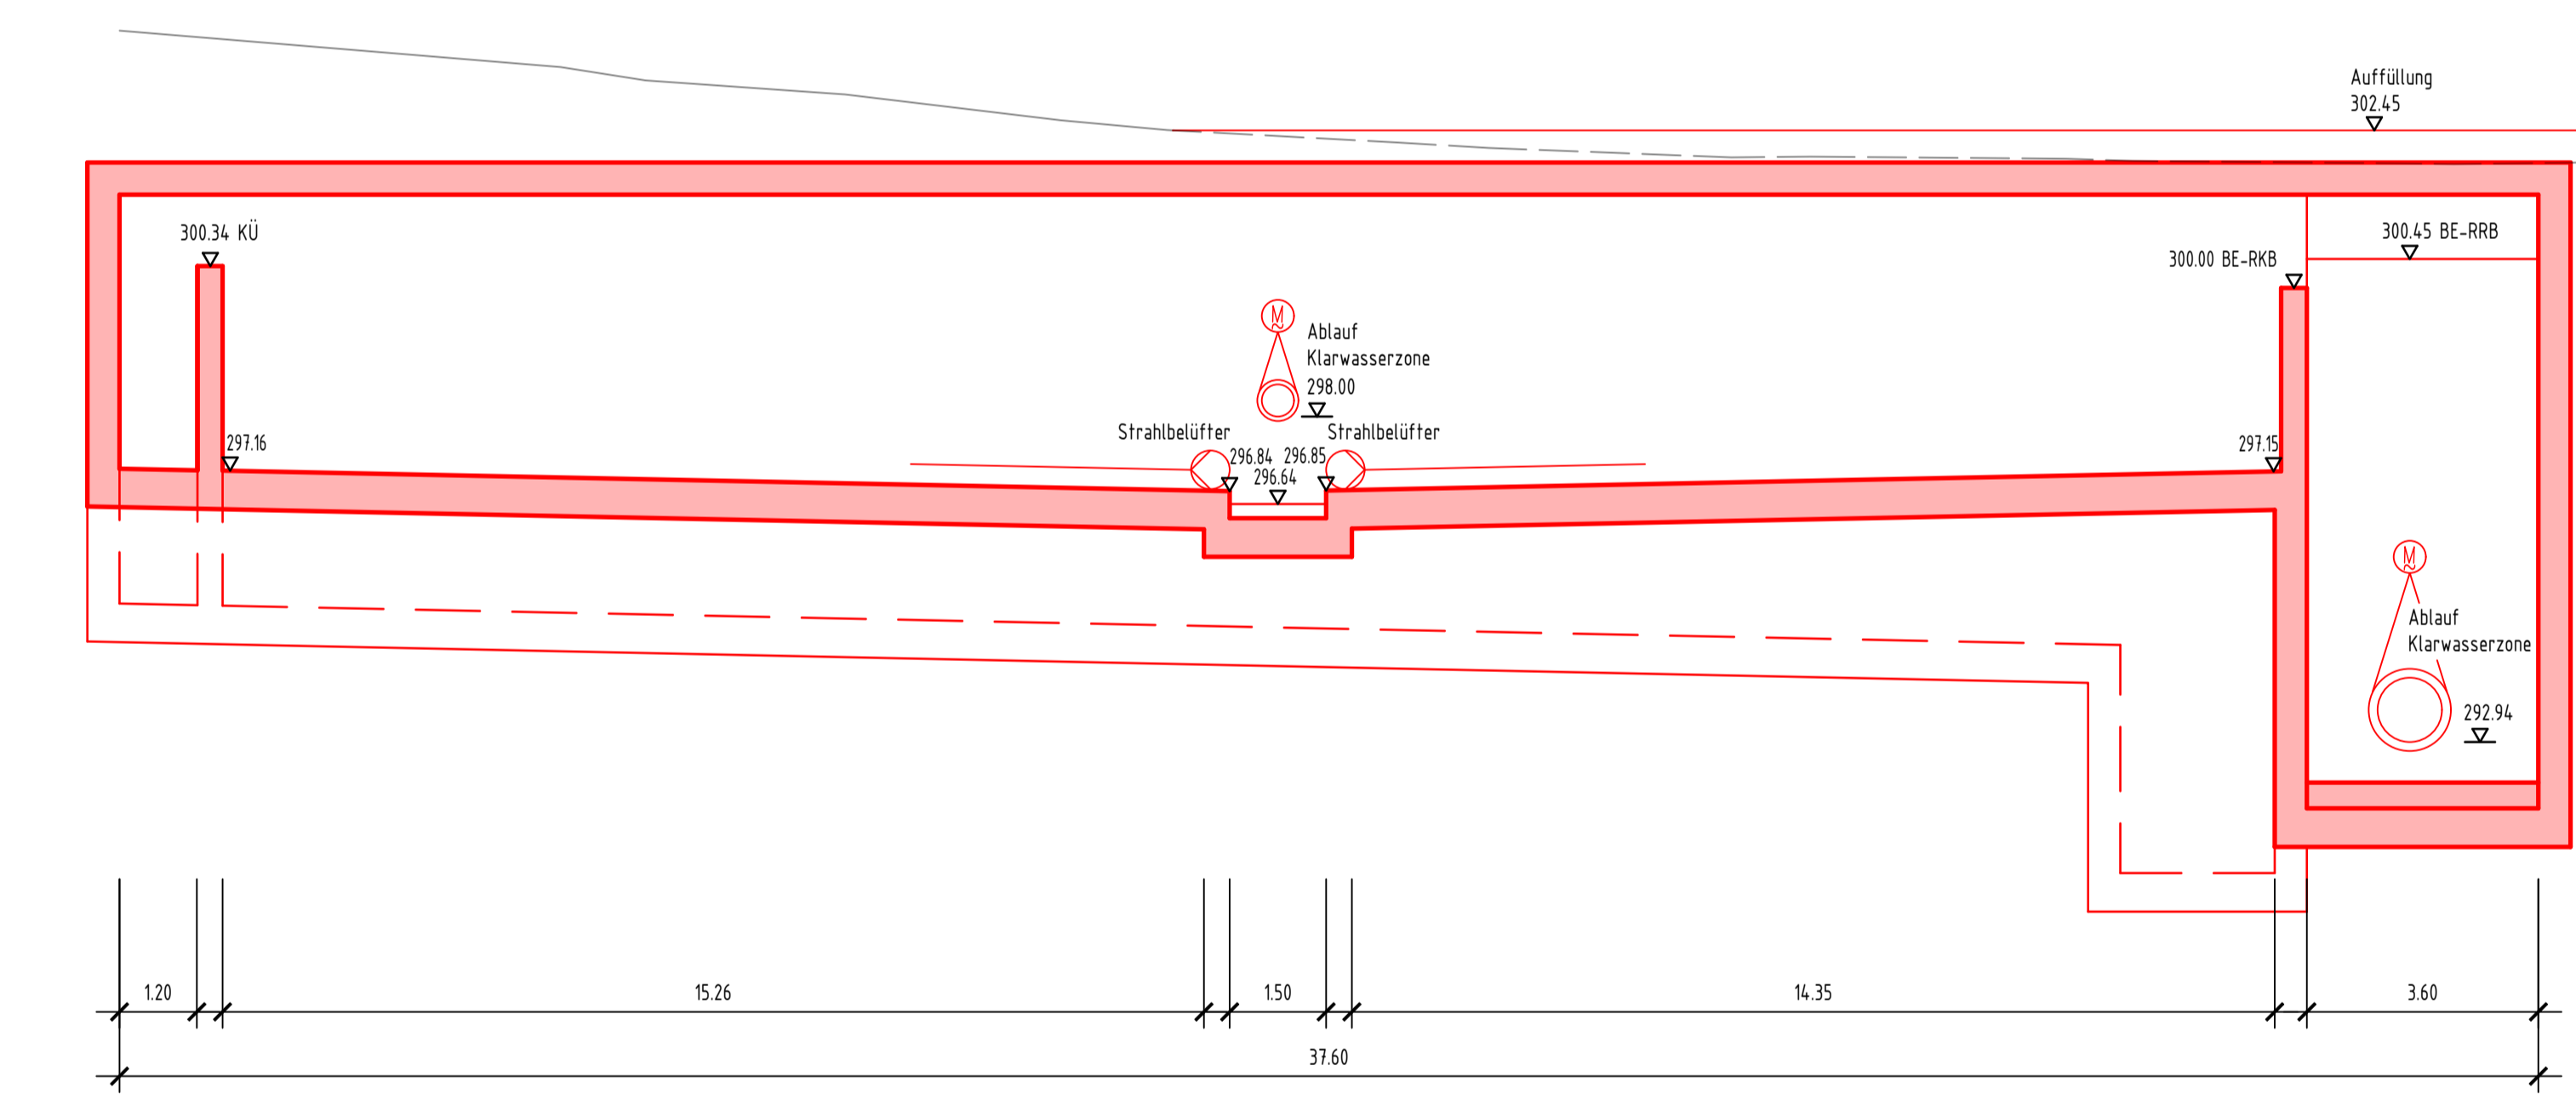 Auffüllung
302.45
300.34 KÜ
300.45 BE-RRB
300.00 BE-RKB
Ablauf
Klarwasserzone
298.00
M
Strahlbelüfter
Strahlbelüfter
297.16
296.84
296.85
296.64
297.15
M
Ablauf
Klarwasserzone
292.94
1.20
15.26
1.50
14.35
3.60
37.60